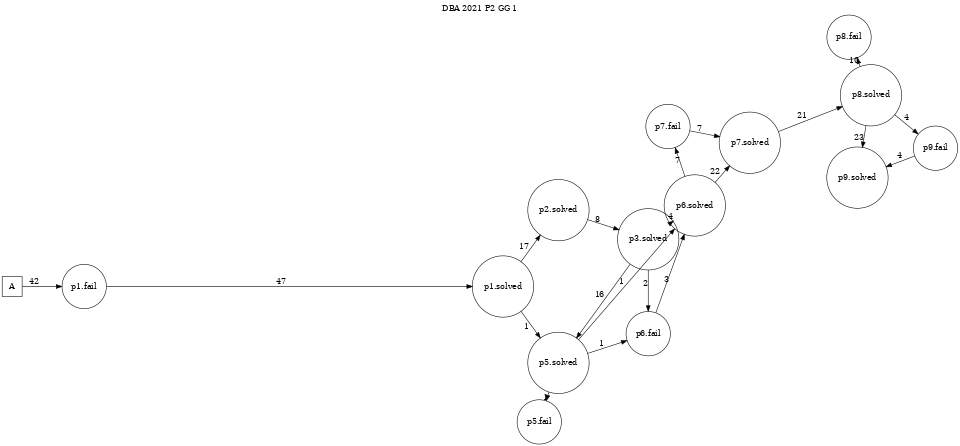 DBA 2021 P2 GG 1
p8.fail
p8.solved
4
21
p7.fail
7
p7.solved
23
p9.fail
4
p9.solved
7
22
p6.solved
p2.solved
8
4
p3.solved
17
A
42
p1.fail
47
p1.solved
16
1
2
3
1
p6.fail
1
p5.solved
p5.fail